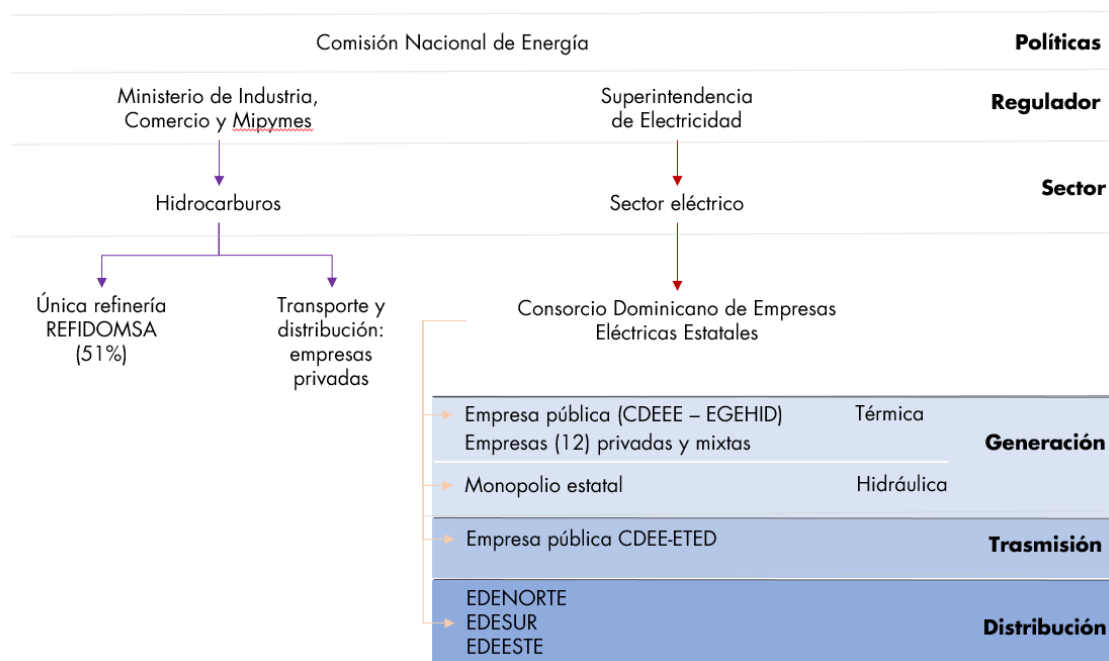 Comisión Nacional de Energía
Políticas
Ministerio de Industria,
Comercio y Mipymes
Superintendencia
de Electricidad
Regulador
Hidrocarburos
Sector eléctrico
Sector
Única refinería
REFIDOMSA
(51%)
Transporte y
distribución:
empresas
privadas
Consorcio Dominicano de Empresas
Eléctricas Estatales
Empresa pública (CDEEE – EGEHID)
Empresas (12) privadas y mixtas
Térmica
Monopolio estatal
Hidráulica
Generación
Empresa pública CDEE-ETED
Trasmisión
EDENORTE
EDESUR
EDEESTE
Distribución